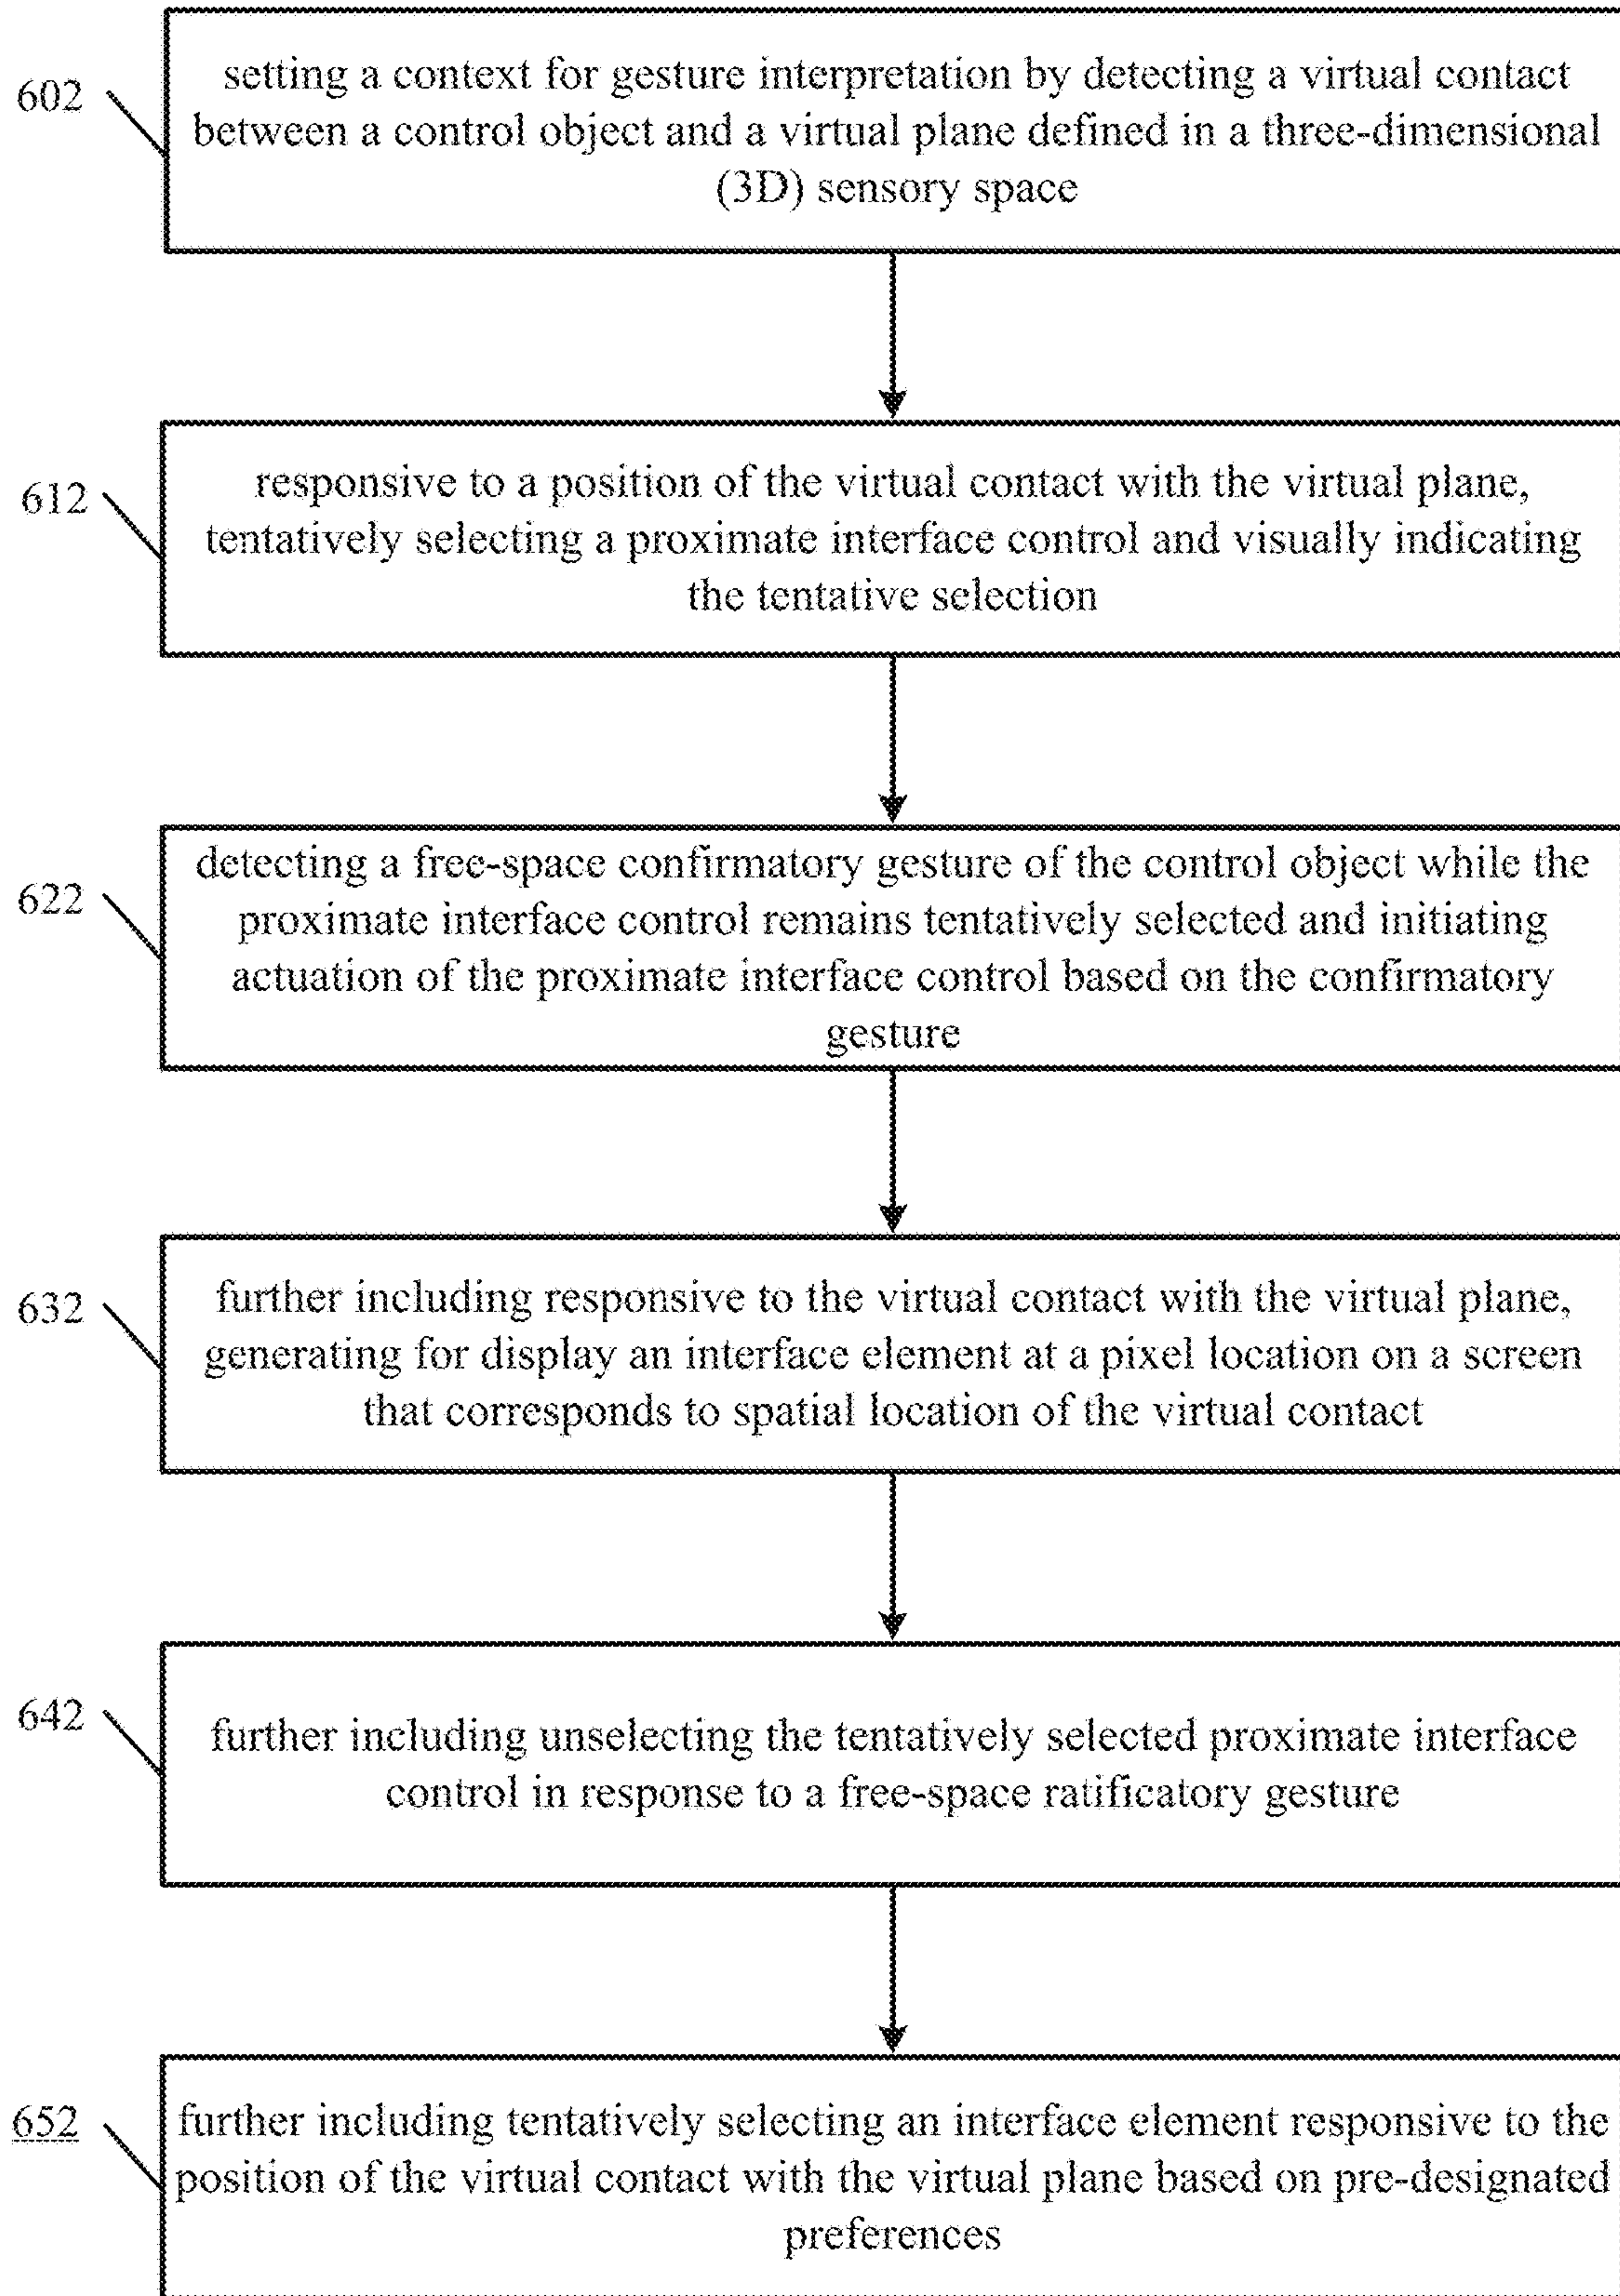 602
setting a context for gesture interpretation by detecting a virtual contact
between a control object and a virtual plane defined in a three-dimensional
(3D) sensory space
612
responsive to a position of the virtual contact with the virtual plane,
tentatively selecting a proximate interface control and visually indicating
the tentative selection
622
detecting a free-space confirmatory gesture of the control object while the
proximate interface control remains tentatively selected and initiating
actuation of the proximate interface control based on the confirmatory
gesture
632
further including responsive to the virtual contact with the virtual plane,
generating for display an interface element at a pixel location on a screen
that corresponds to spatial location of the virtual contact
642
further including unselecting the tentatively selected proximate interface
control in response to a free-space ratificatory gesture
652
further including tentatively selecting an interface element responsive to the
position of the virtual contact with the virtual plane based on pre-designated
preferences